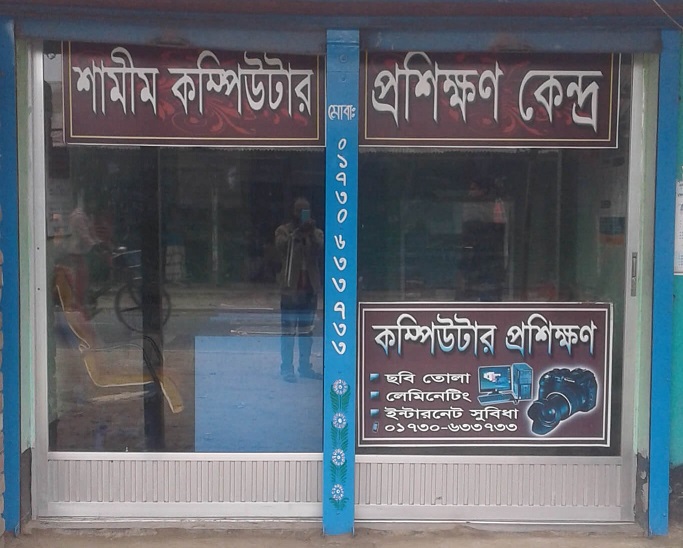 শামীম কম্পিউটার প্রশিক্ষণ কেন্দ্র
মোবাঃ ০১৭৩০ ৬৩৩৭৩৩
কম্পিউটার প্রশিক্ষণ
ছবি তোলা
লেমিনেটিং
ইন্টারনেট সুবিধা
০১৭৩০-৬৩৩৭৩৩